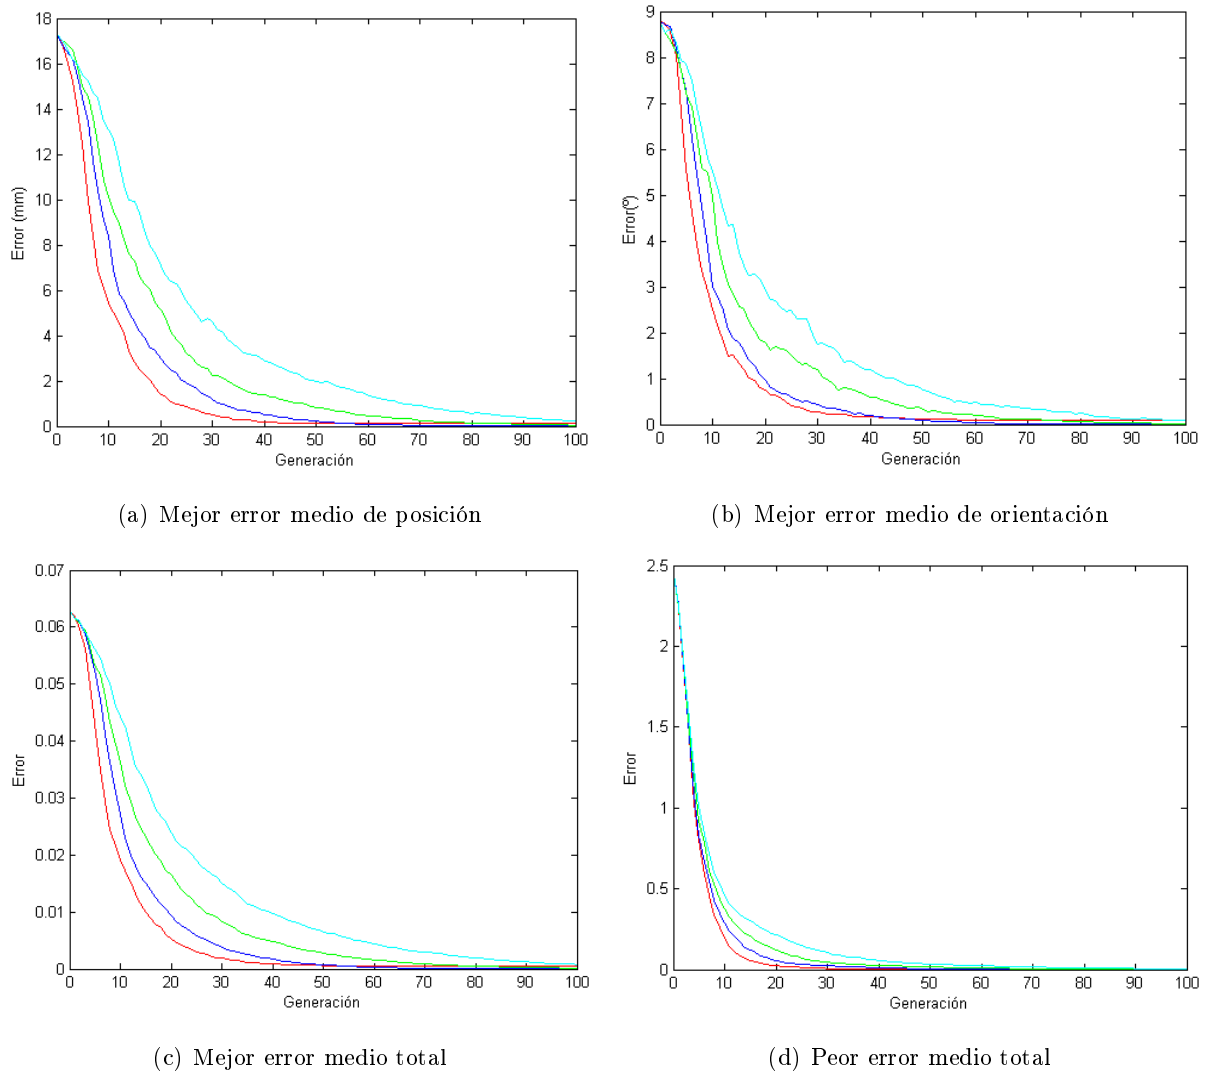 18
16
14
12
10
8
6
4
2
0
Error (mm)
0 10 20 30 40 50 60 70 80 90 100
Generación
(a) Mejor error medio de posición
9
8
7
6
5
4
3
2
1
0
Error(º)
0 10 20 30 40 50 60 70 80 90 100
Generación
(b) Mejor error medio de orientación
0.07
0.06
0.05
0.04
0.03
0.02
0.01
0
Error
0 10 20 30 40 50 60 70 80 90 100
Generación
(c) Mejor error medio total
2.5
2
1.5
1
0.5
0
Error
0 10 20 30 40 50 60 70 80 90 100
Generación
(d) Peor error medio total